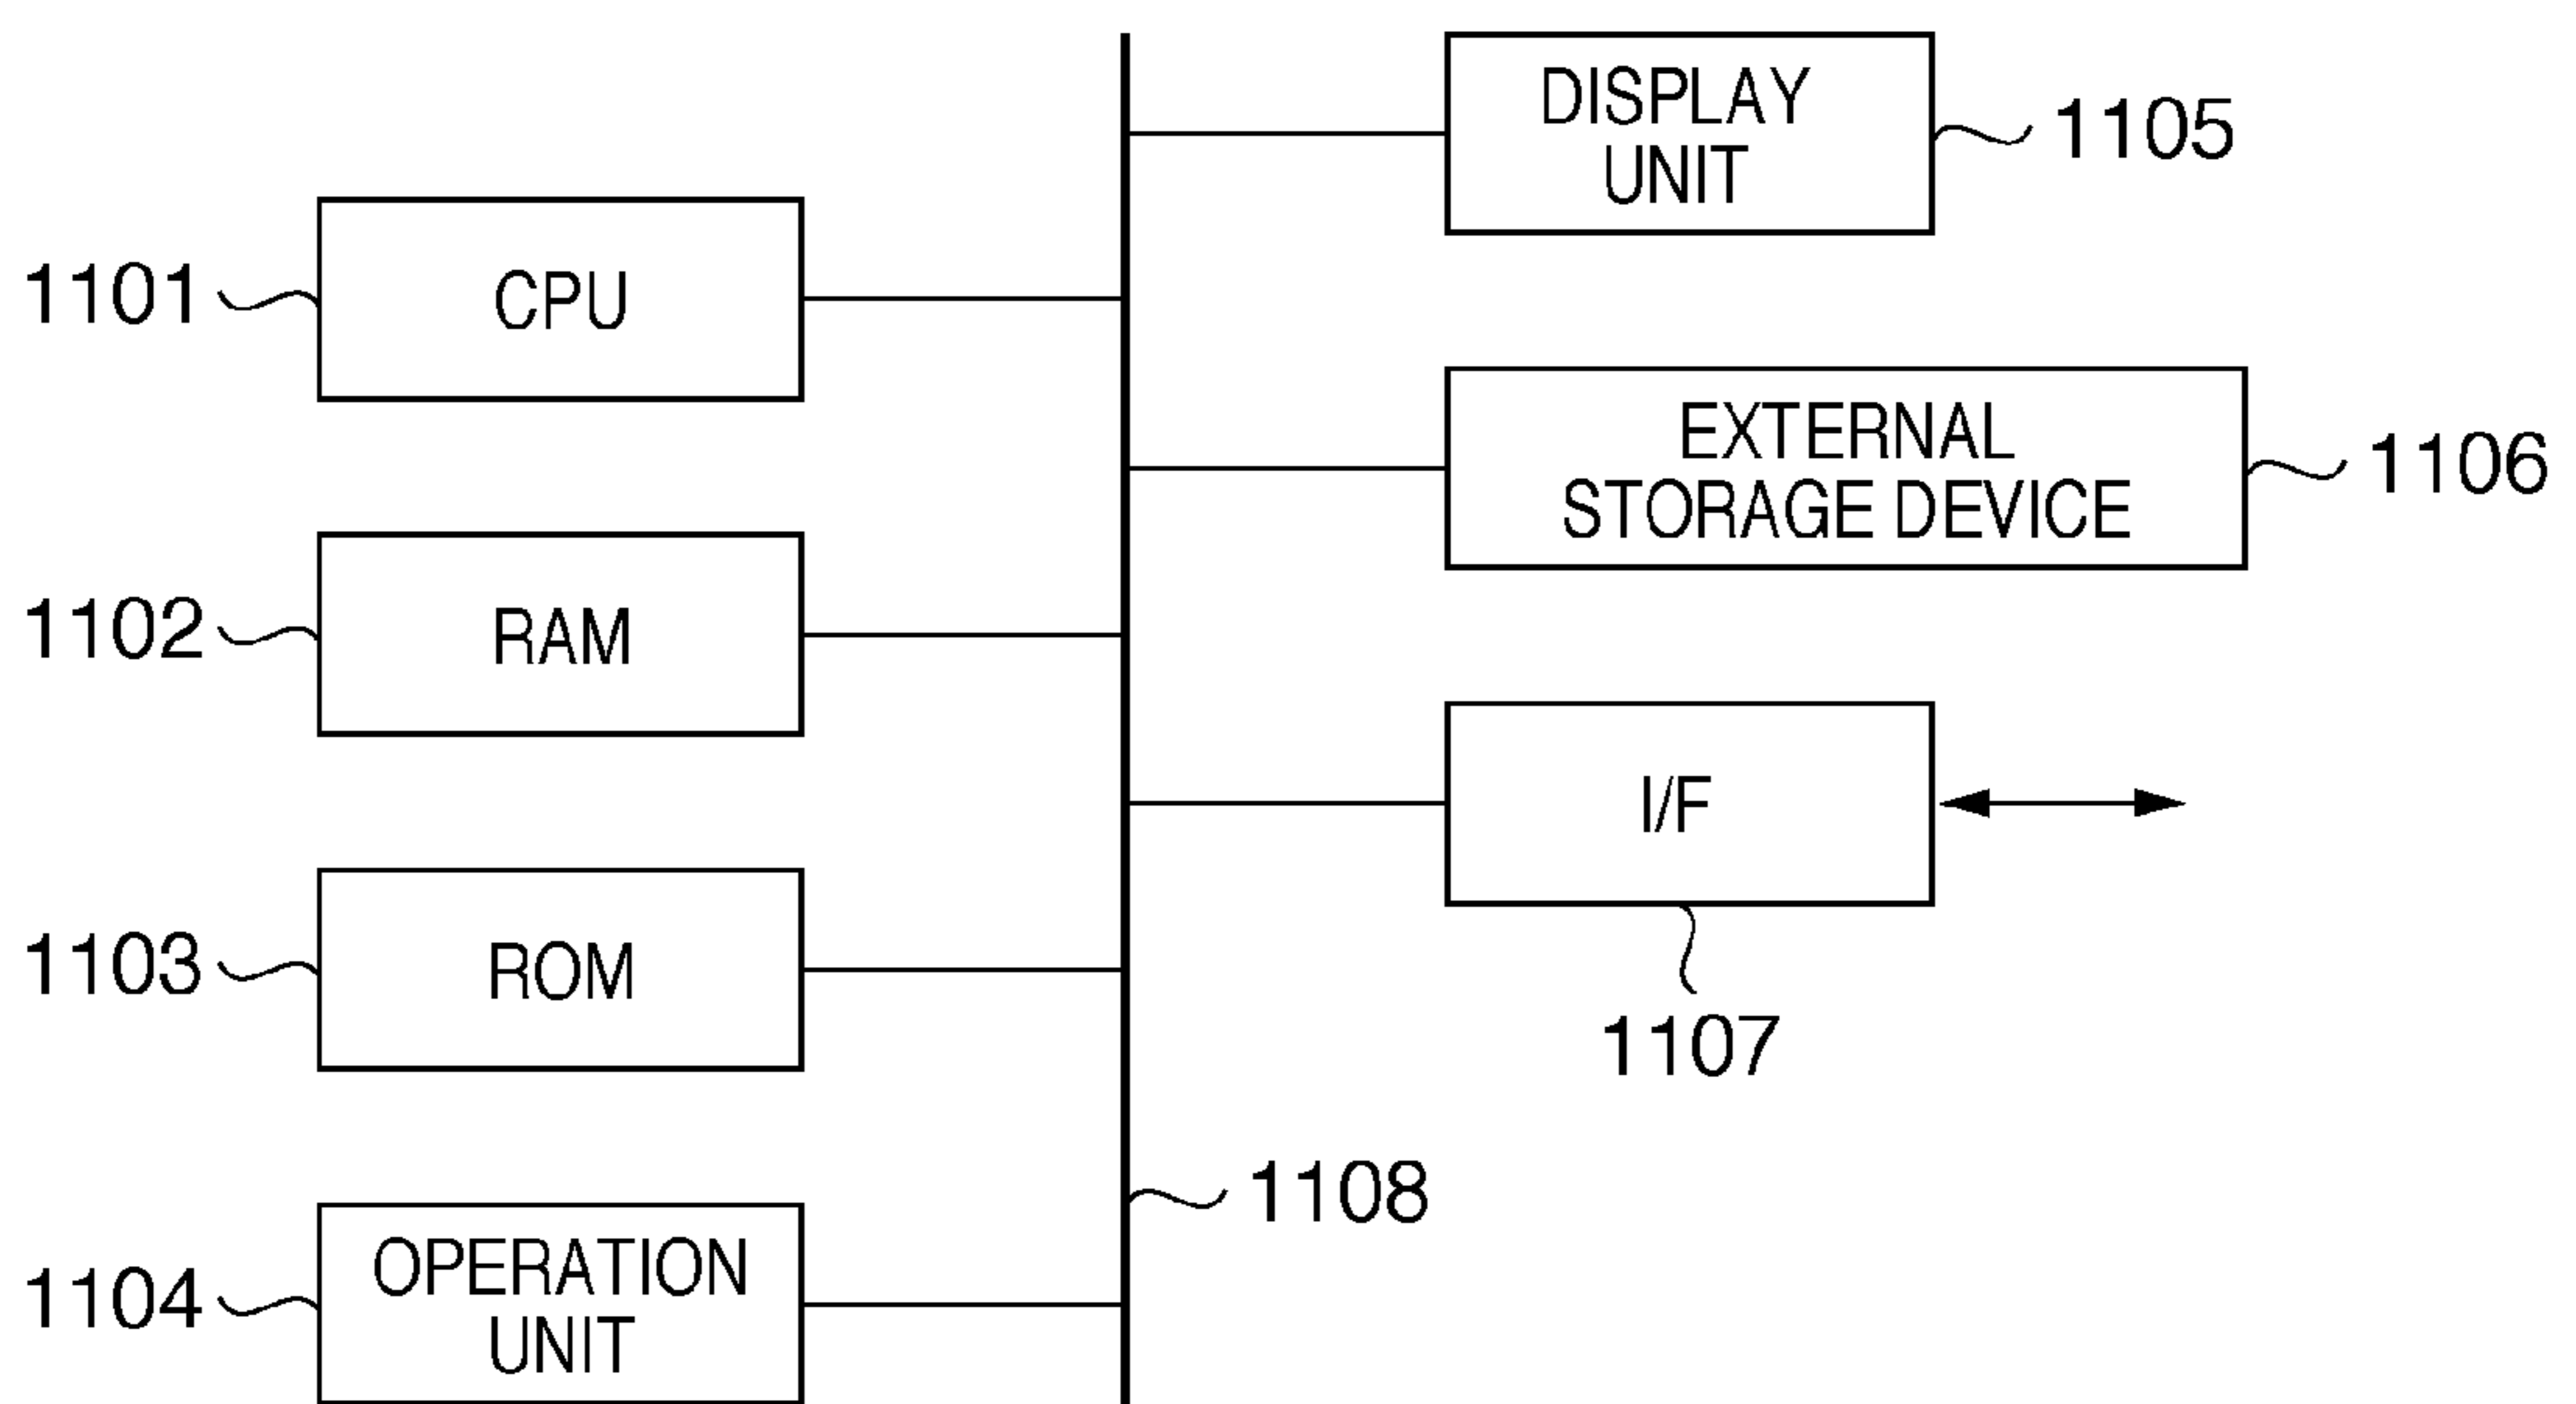 DISPLAY
UNIT
1105
1101
CPU
EXTERNAL
STORAGE DEVICE
1106
1102
RAM
I/F
1107
1103
ROM
1108
1104
OPERATION
UNIT